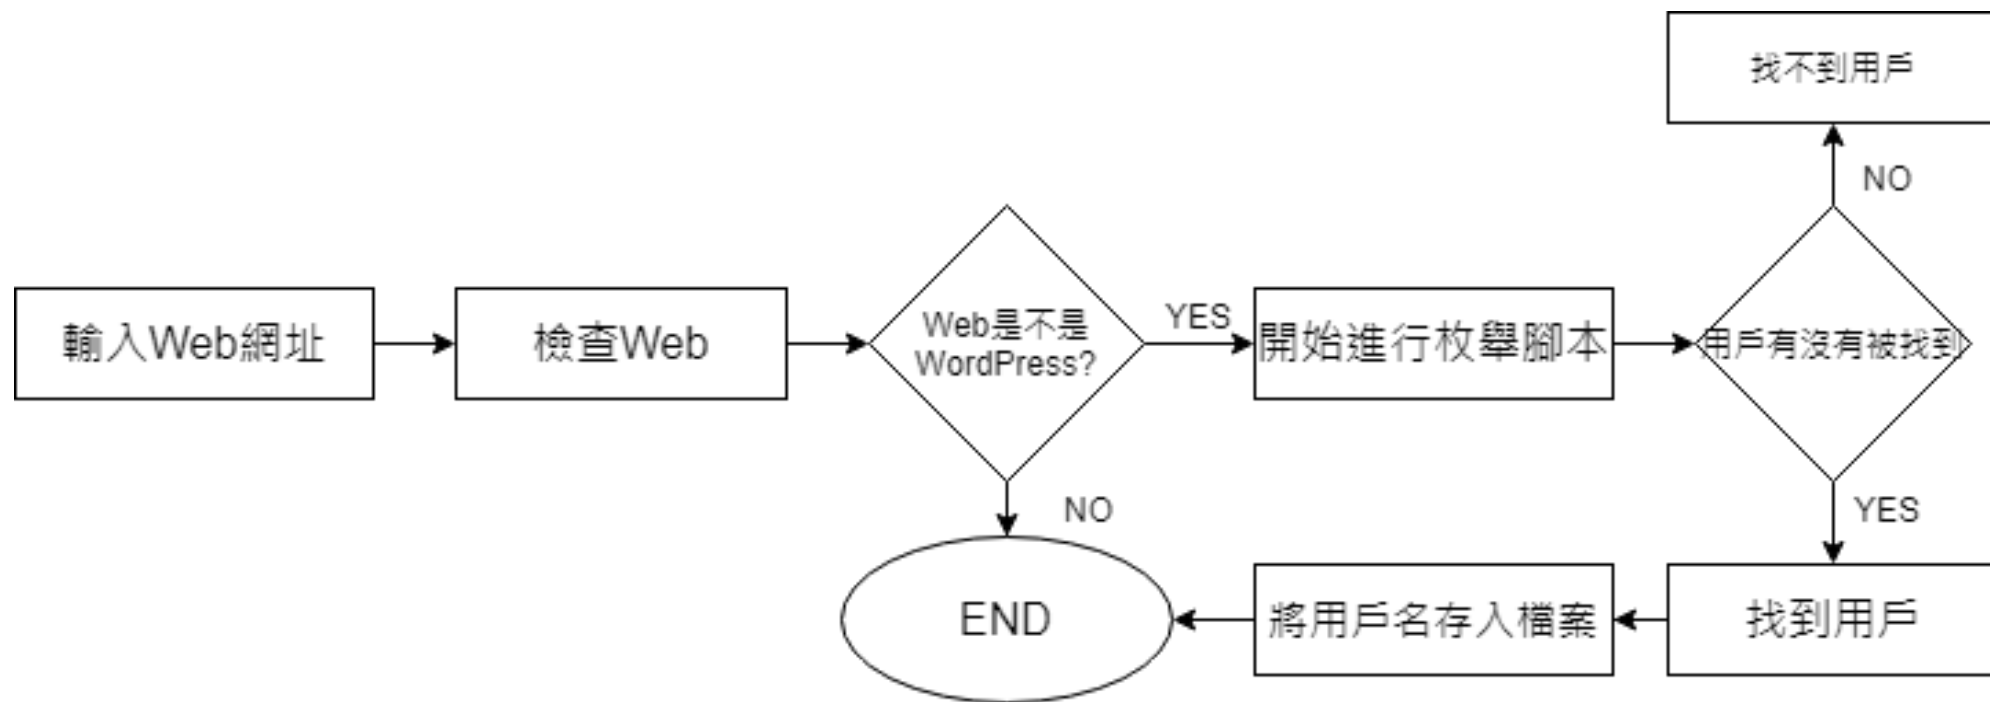 找不到用戶
NO
輸入Web網址
檢查Web
Web是不是
WordPress?
YES
開始進行枚舉腳本
用戶有沒有被找到
NO
YES
END
將用戶名存入檔案
找到用戶